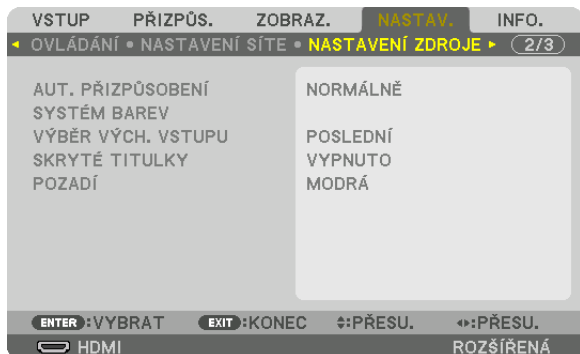 VSTUP PŘIZPŮS. ZOBRAZ. NASTAV. INFO.
OVLÁDÁNÍ • NASTAVENÍ SÍTE • NASTAVENÍ ZDROJE 2/3
AUT. PŘIZPŮSOBENÍ NORMÁLNĚ
SYSTÉM BAREV
VÝBĚR VÝCH. VSTUPU POSLEDNÍ
SKRYTÉ TITULKY VYPNUTO
POZADÍ MODRÁ
ENTER :VYBRAT EXIT :KONEC :PŘESU. :PŘESU.
HDMI ROZŠÍŘENÁ